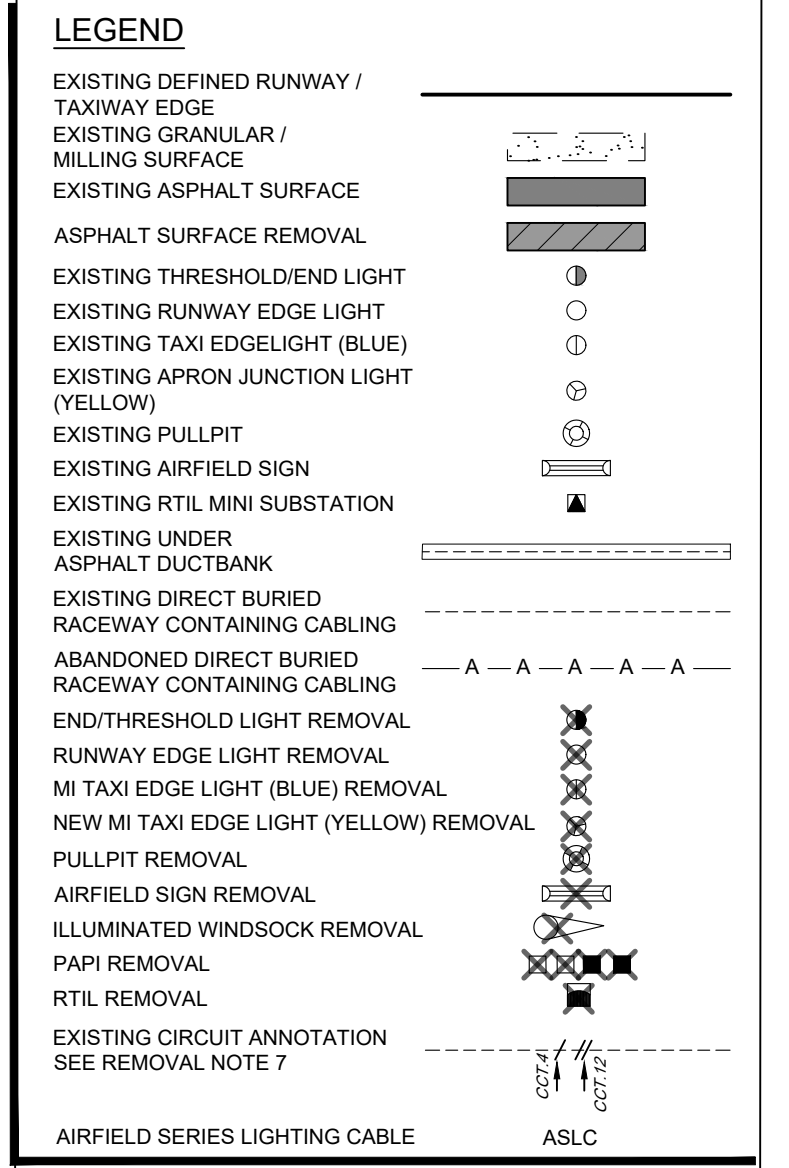 LEGEND
EXISTING DEFINED RUNWAY /
TAXIWAY EDGE
EXISTING GRANULAR /
MILLING SURFACE
EXISTING ASPHALT SURFACE
ASPHALT SURFACE REMOVAL
EXISTING THRESHOLD/END LIGHT
EXISTING RUNWAY EDGE LIGHT
EXISTING TAXI EDGELIGHT (BLUE)
EXISTING APRON JUNCTION LIGHT
(YELLOW)
EXISTING PULLPIT
EXISTING AIRFIELD SIGN
EXISTING RTIL MINI SUBSTATION
EXISTING UNDER
ASPHALT DUCTBANK
EXISTING DIRECT BURIED
RACEWAY CONTAINING CABLING
ABANDONED DIRECT BURIED
RACEWAY CONTAINING CABLING
A A A A A
END/THRESHOLD LIGHT REMOVAL
RUNWAY EDGE LIGHT REMOVAL
MI TAXI EDGE LIGHT (BLUE) REMOVAL
NEW MI TAXI EDGE LIGHT (YELLOW) REMOVAL
PULLPIT REMOVAL
AIRFIELD SIGN REMOVAL
ILLUMINATED WINDSOCK REMOVAL
PAPI REMOVAL
RTIL REMOVAL
EXISTING CIRCUIT ANNOTATION
SEE REMOVAL NOTE 7
CCT.4
CCT.12
AIRFIELD SERIES LIGHTING CABLE ASLC